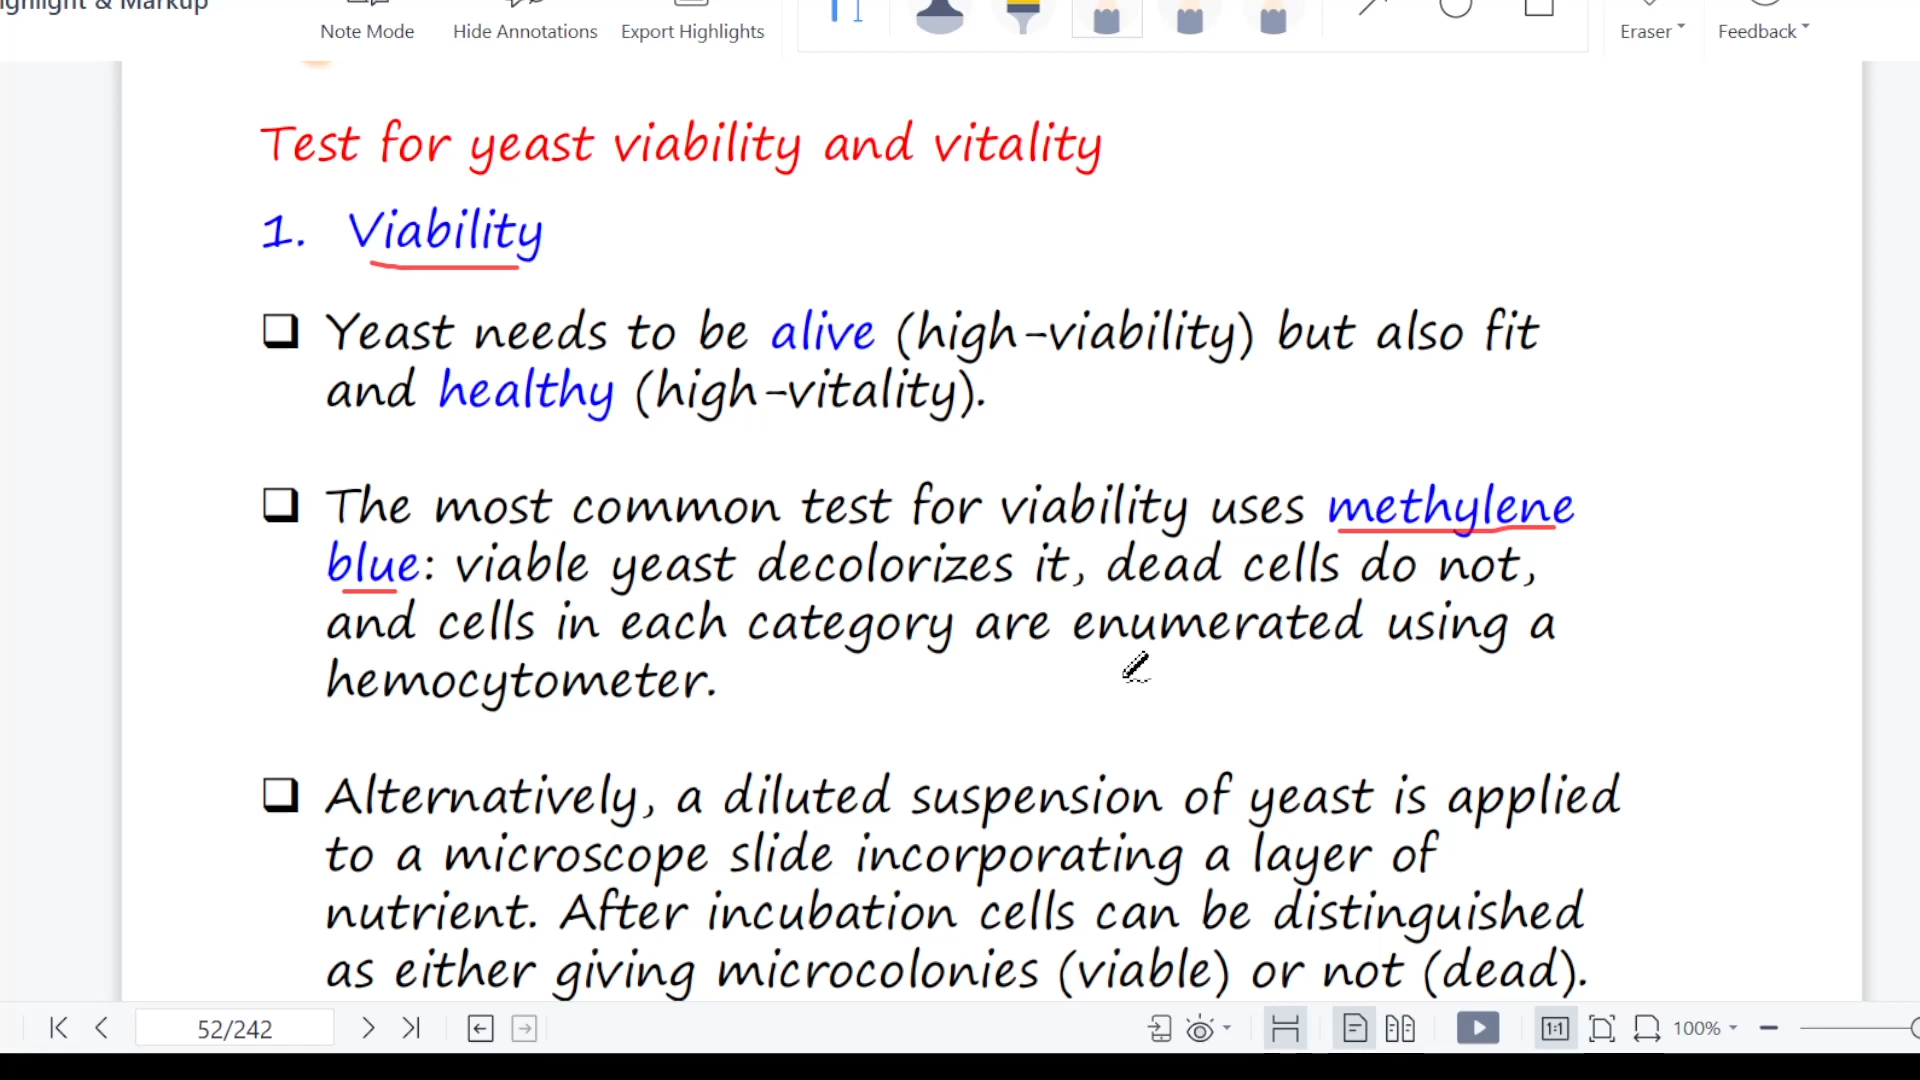 ighlight & Markup
Note Mode
Hide Annotations
Export Highlights
Eraser
Feedback
Test for yeast viability and vitality
1. Viability
Yeast needs to be alive (high-viability) but also fit
and healthy (high-vitality).
The most common test for viability uses methylene
blue: viable yeast decolorizes it, dead cells do not,
and cells in each category are enumerated using a
hemocytometer.
Alternatively, a diluted suspension of yeast is applied
to a microscope slide incorporating a layer of
nutrient. After incubation cells can be distinguished
as either giving microcolonies (viable) or not (dead).
52/242
1:1
100%